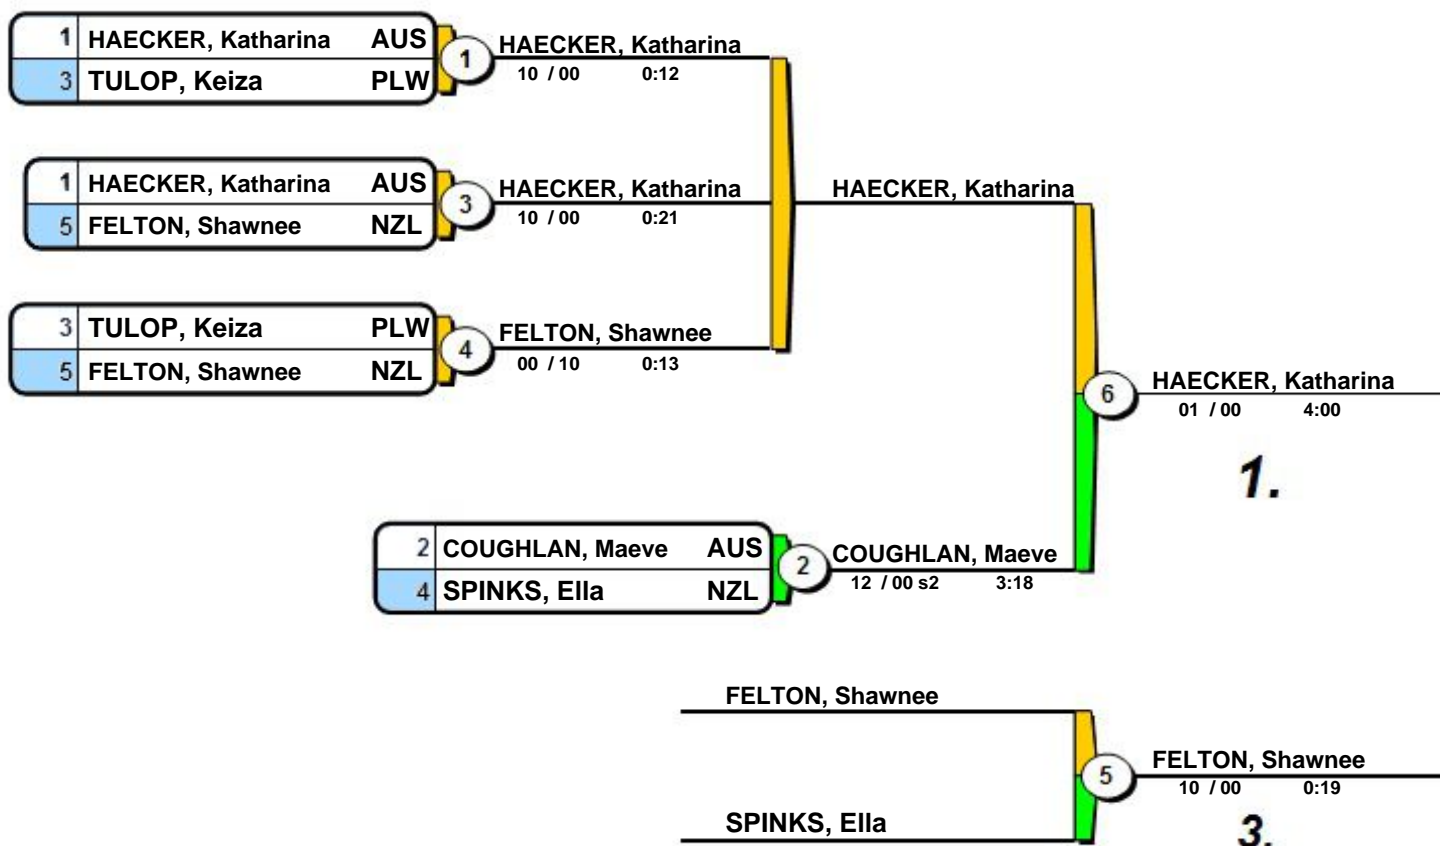 1 HAECKER, Katharina AUS
3 TULOP, Keiza PLW
1
HAECKER, Katharina
10 / 00 0:12
1 HAECKER, Katharina AUS
5 FELTON, Shawnee NZL
3
HAECKER, Katharina
10 / 00 0:21
HAECKER, Katharina
3 TULOP, Keiza PLW
5 FELTON, Shawnee NZL
4
FELTON, Shawnee
00 / 10 0:13
6
HAECKER, Katharina
01 / 00 4:00
1.
2 COUGHLAN, Maeve AUS
4 SPINKS, Ella NZL
2
COUGHLAN, Maeve
12 / 00 s2 3:18
FELTON, Shawnee
SPINKS, Ella
5
FELTON, Shawnee
10 / 00 0:19
3.